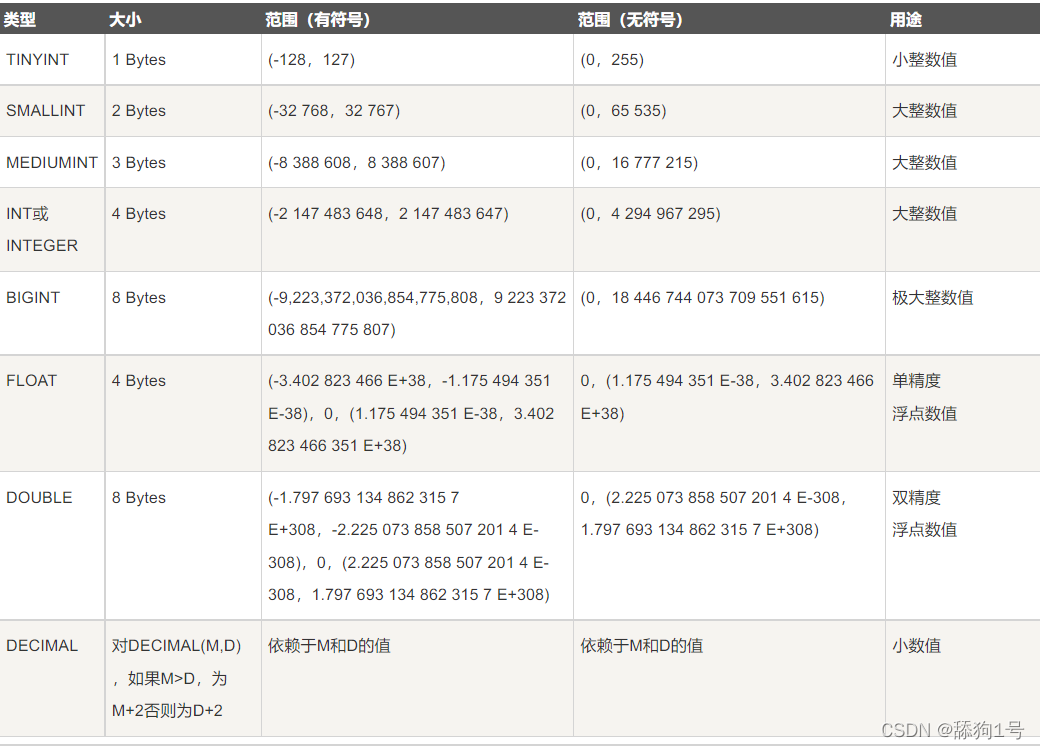 类型 大小 范围（有符号） 范围（无符号） 用途
TINYINT 1 Bytes (-128，127) (0，255) 小整数值
SMALLINT 2 Bytes (-32 768，32 767) (0，65 535) 大整数值
MEDIUMINT 3 Bytes (-8 388 608，8 388 607) (0，16 777 215) 大整数值
INT或 4 Bytes (-2 147 483 648，2 147 483 647) (0，4 294 967 295) 大整数值
INTEGER
BIGINT 8 Bytes (-9,223,372,036,854,775,808，9 223 372 (0，18 446 744 073 709 551 615) 极大整数值
036 854 775 807)
FLOAT 4 Bytes (-3.402 823 466 E+38，-1.175 494 351 0，(1.175 494 351 E-38，3.402 823 466 单精度
E-38)，0，(1.175 494 351 E-38，3.402 E+38) 浮点数值
823 466 351 E+38)
DOUBLE 8 Bytes (-1.797 693 134 862 315 7 0，(2.225 073 858 507 201 4 E-308， 双精度
E+308，-2.225 073 858 507 201 4 E- 1.797 693 134 862 315 7 E+308) 浮点数值
308)，0，(2.225 073 858 507 201 4 E-
308，1.797 693 134 862 315 7 E+308)
DECIMAL 对DECIMAL(M,D) 依赖于M和D的值 依赖于M和D的值 小数值
，如果M>D，为
M+2否则为D+2
CSDN @舔狗1号